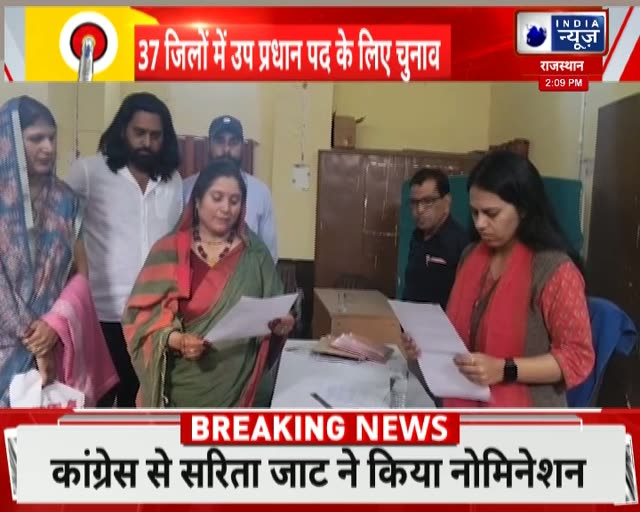 37 जिलों में उप प्रधान पद के लिए चुनाव
INDIA
न्यूज़
राजस्थान
2:09 PM
BREAKING NEWS
कांग्रेस से सरिता जाट ने किया नोमिनेशन